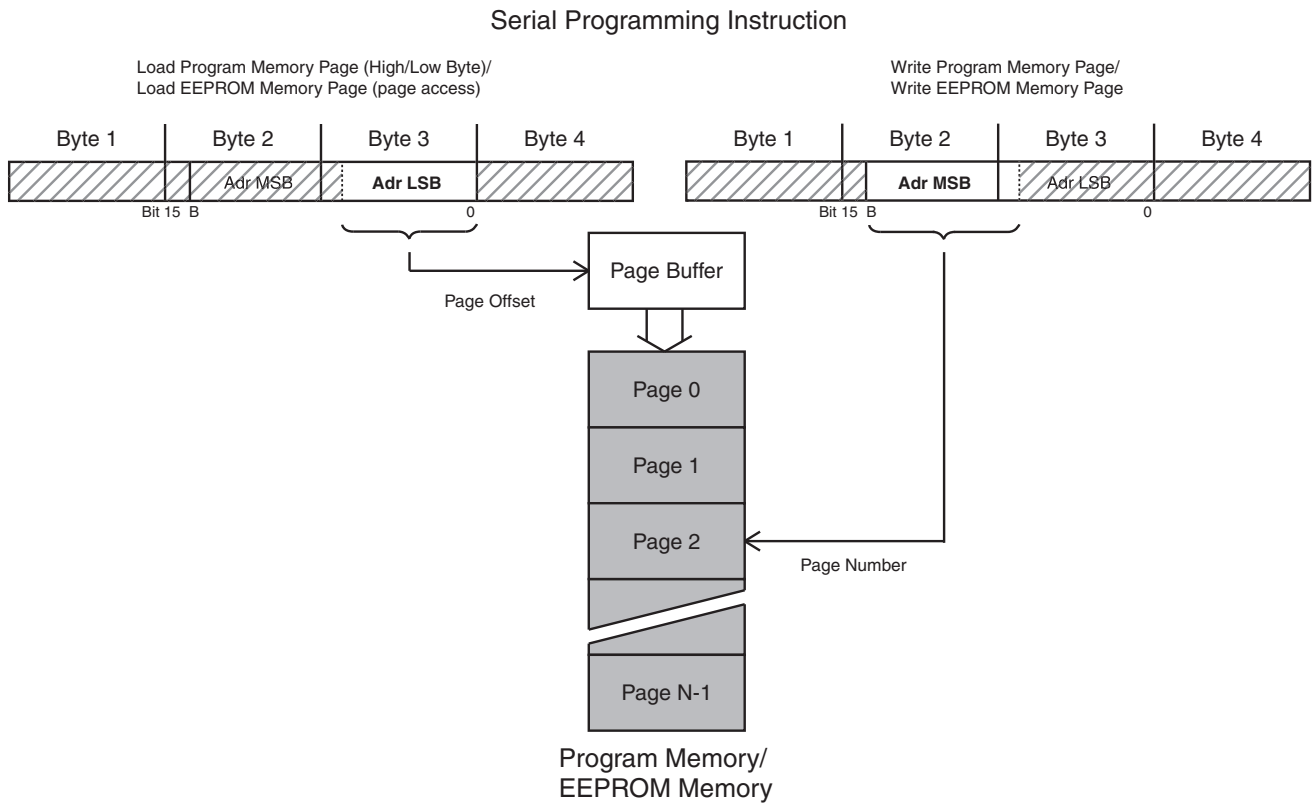 Serial Programming Instruction
Load Program Memory Page (High/Low Byte)/
Load EEPROM Memory Page (page access)
Write Program Memory Page/
Write EEPROM Memory Page
Byte 1 Byte 2 Byte 3 Byte 4
Byte 1 Byte 2 Byte 3 Byte 4
Adr MSB Adr LSB
Adr MSB Adr LSB
Bit 15 B 0
Bit 15 B 0
Page Buffer
Page Offset
Page 0
Page 1
Page 2
Page Number
Page N-1
Program Memory/
EEPROM Memory